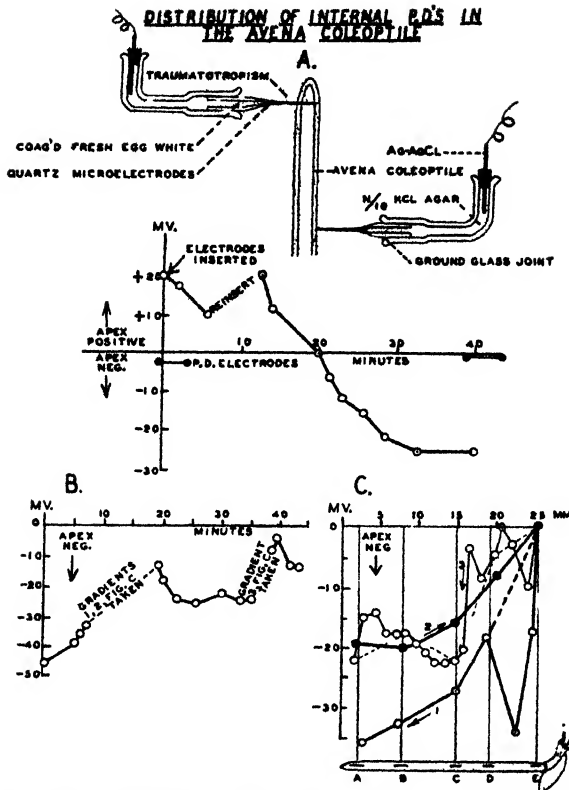 DISTRIBUTION OF INTERNAL P.D'S IN
THE AVENA COLEOPTILE
A.
TRAUMATOTROPISM
COAG'D FRESH EGG WHITE
QUARTZ MICROELECTRODES
AG-AGCL
AVENA COLEOPTILE
N/10 KCL AGAR
GROUND GLASS JOINT
MV.
ELECTRODES
INSERTED
+20
REINSERT
+10
APEX
POSITIVE
10 20 MINUTES 40
APEX
NEG.
P.D. ELECTRODES
-10
-20
-30
B.
MV.
0
MINUTES
20 30 40
APEX
NEG.
GRADIENTS
1, 2, FIG. C
TAKEN
GRADIENT
3, FIG. C
TAKEN
-10
-20
-30
-40
-50
C.
MV.
0
5 10 15 20 25 MM.
APEX
NEG
3
2
1
-10
-20
-30
A B C D E